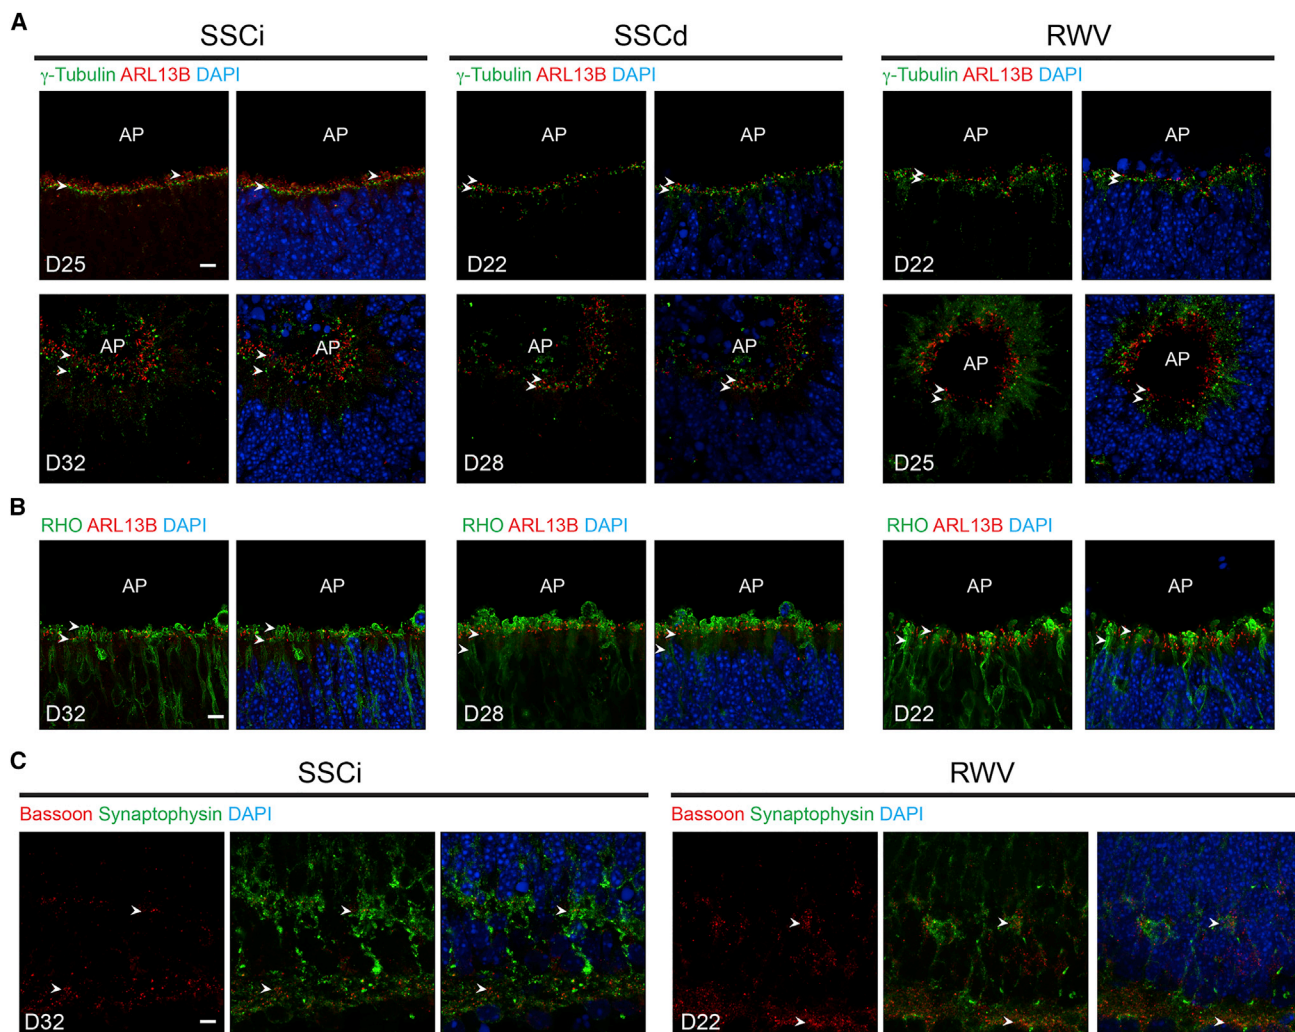 A
SSCi SSCd RWV
γ-Tubulin ARL13B DAPI γ-Tubulin ARL13B DAPI γ-Tubulin ARL13B DAPI
AP AP AP AP AP AP
D25 D22 D22
AP AP AP AP AP AP
D32 D28 D25
B
RHO ARL13B DAPI RHO ARL13B DAPI RHO ARL13B DAPI
AP AP AP AP AP AP
D32 D28 D22
C
SSCi RWV
Bassoon Synaptophysin DAPI Bassoon Synaptophysin DAPI
D32 D22